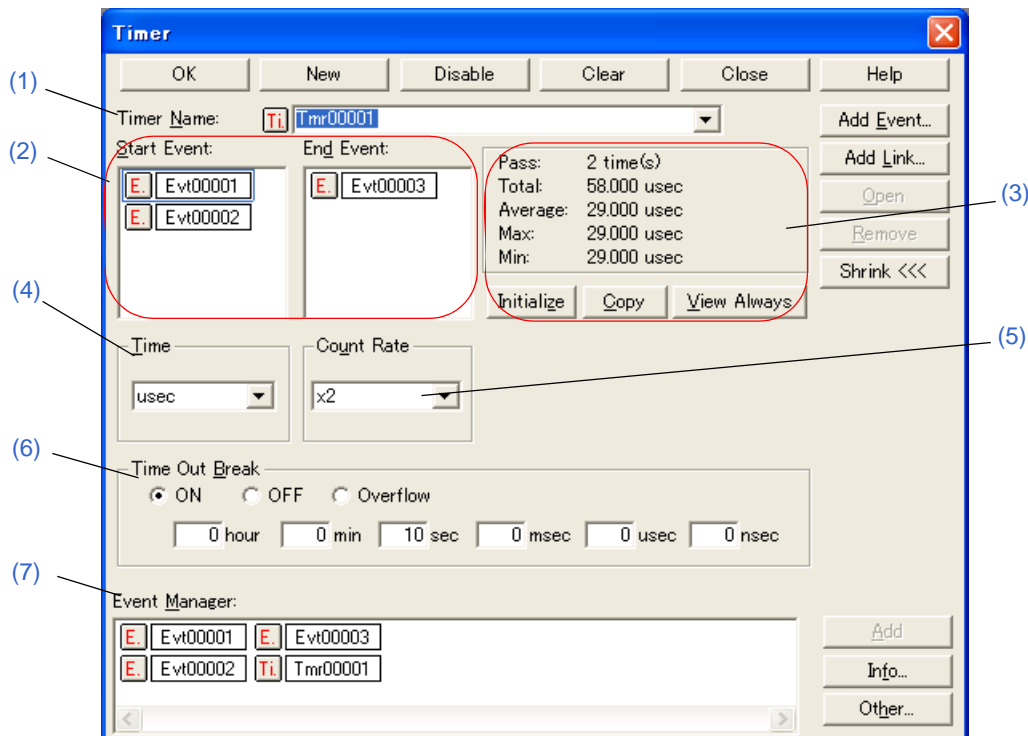 Timer
OK New Disable Clear Close Help
(1)
Timer Name: Ti. Tmr00001 Add Event...
(2)
Start Event: End Event: Add Link...
E. Evt00001 E. Evt00003
E. Evt00002
Pass: 2 time(s)
Total: 58.000 usec
Average: 29.000 usec
Max: 29.000 usec
Min: 29.000 usec
(3)
Open
Remove
Shrink <<<
Initialize Copy View Always
(4)
Time Count Rate
(5)
usec x2
(6)
Time Out Break
ON OFF Overflow
0 hour 0 min 10 sec 0 msec 0 usec 0 nsec
(7)
Event Manager:
E. Evt00001 E. Evt00003
E. Evt00002 Ti. Tmr00001
Add
Info...
Other...